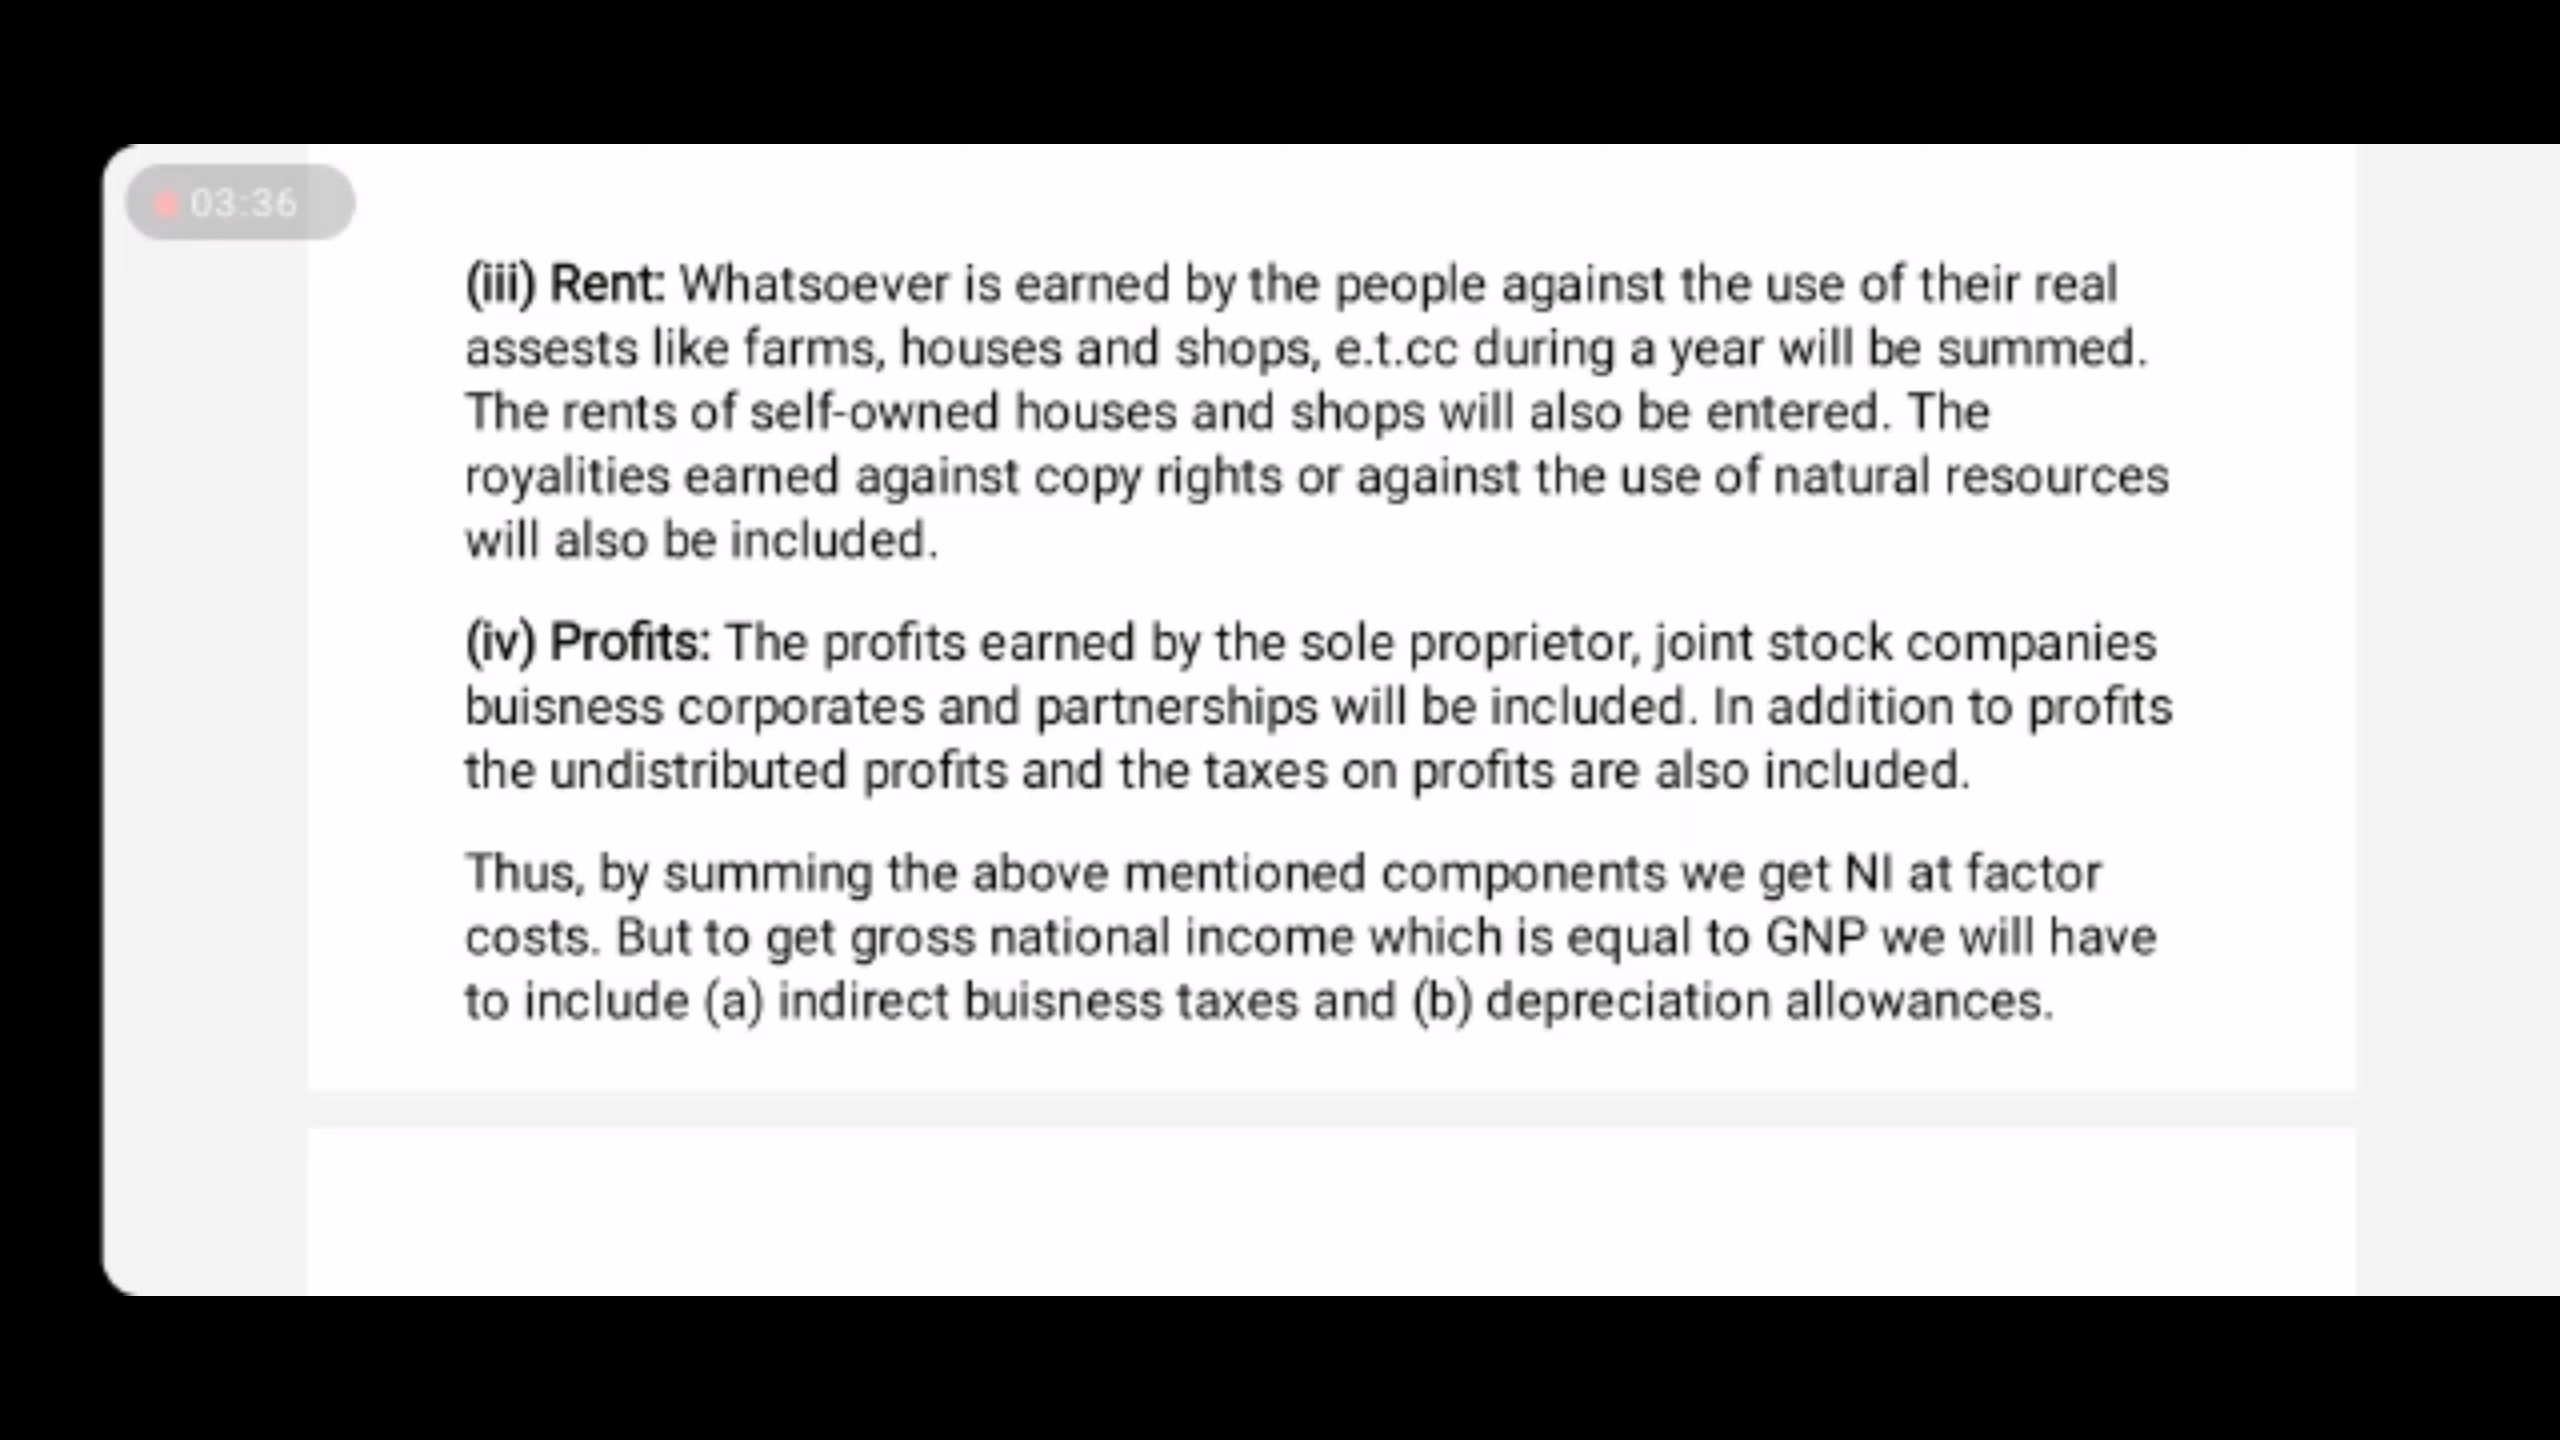 03:36
(iii) Rent: Whatsoever is earned by the people against the use of their real
assests like farms, houses and shops, e.t.cc during a year will be summed.
The rents of self-owned houses and shops will also be entered. The
royalities earned against copy rights or against the use of natural resources
will also be included.
(iv) Profits: The profits earned by the sole proprietor, joint stock companies
buisness corporates and partnerships will be included. In addition to profits
the undistributed profits and the taxes on profits are also included.
Thus, by summing the above mentioned components we get NI at factor
costs. But to get gross national income which is equal to GNP we will have
to include (a) indirect buisness taxes and (b) depreciation allowances.